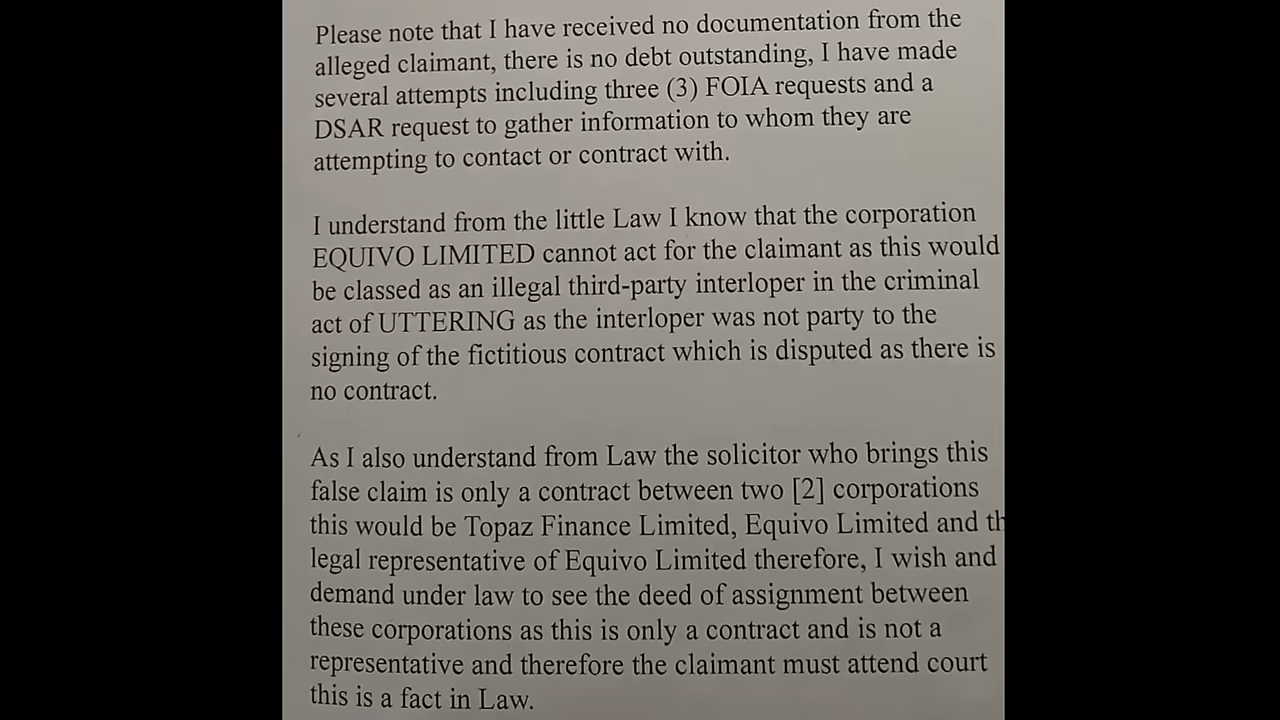 Please note that I have received no documentation from the
alleged claimant, there is no debt outstanding, I have made
several attempts including three (3) FOIA requests and a
DSAR request to gather information to whom they are
attempting to contact or contract with.
I understand from the little Law I know that the corporation
EQUIVO LIMITED cannot act for the claimant as this would
be classed as an illegal third-party interloper in the criminal
act of UTTERING as the interloper was not party to the
signing of the fictitious contract which is disputed as there is
no contract.
As I also understand from Law the solicitor who brings this
false claim is only a contract between two [2] corporations
this would be Topaz Finance Limited, Equivo Limited and th
legal representative of Equivo Limited therefore, I wish and
demand under law to see the deed of assignment between
these corporations as this is only a contract and is not a
representative and therefore the claimant must attend court
this is a fact in Law.